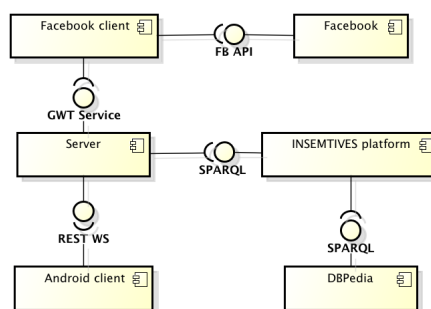 Facebook client
Facebook
FB API
GWT Service
Server
INSEMTIVES platform
SPARQL
REST WS
SPARQL
Android client
DBPedia